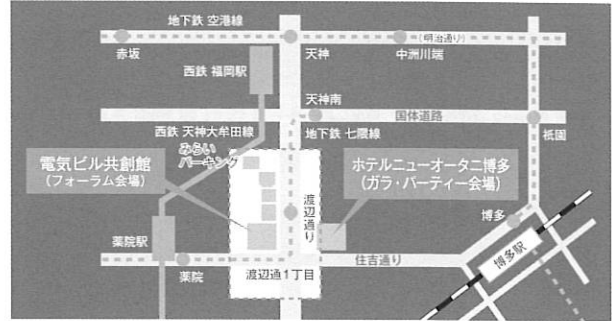 地下鉄 空港線
(明治通り)
赤坂
天神
中洲川端
西鉄 福岡駅
天神南
国体道路
西鉄 天神大牟田線
地下鉄 七隈線
祇園
みらい
パーキング
電気ビル共創館
(フォーラム会場)
ホテルニューオータニ博多
(ガラ・パーティー会場)
渡辺通り
博多
薬院駅
博多駅
薬院
住吉通り
渡辺通1丁目